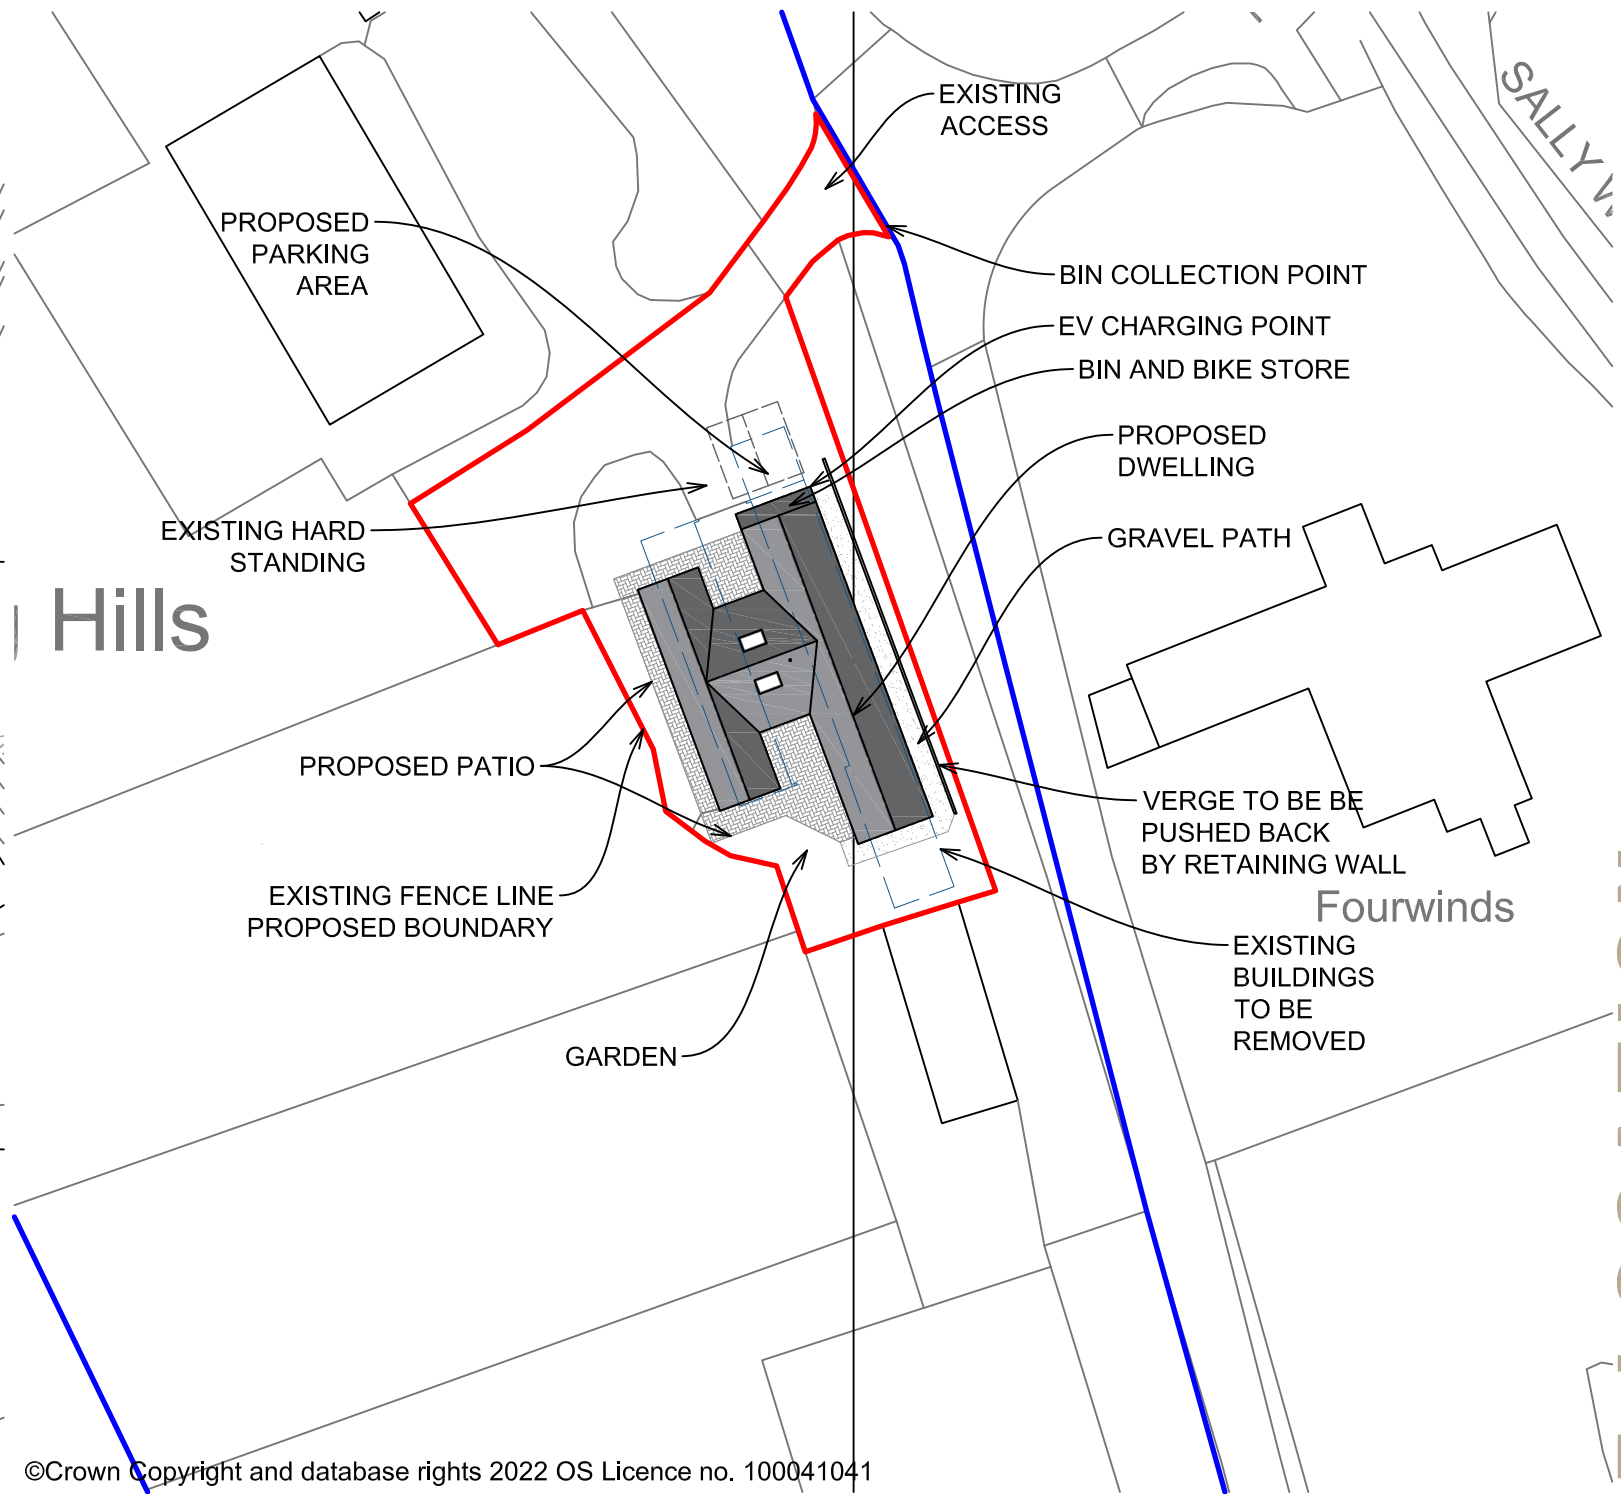 EXISTING
ACCESS
SALLY
PROPOSED
PARKING
AREA
BIN COLLECTION POINT
EV CHARGING POINT
BIN AND BIKE STORE
PROPOSED
DWELLING
EXISTING HARD
STANDING
GRAVEL PATH
Hills
PROPOSED PATIO
VERGE TO BE BE
PUSHED BACK
BY RETAINING WALL
EXISTING FENCE LINE
PROPOSED BOUNDARY
Fourwinds
EXISTING
BUILDINGS
TO BE
REMOVED
GARDEN
©Crown Copyright and database rights 2022 OS Licence no. 100041041